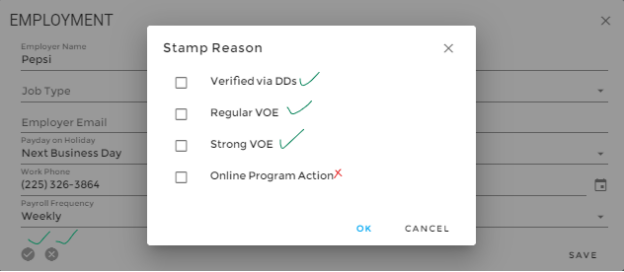 EMPLOYMENT
Employer Name
Pepsi
Job Type
Employer Email
Payday on Holiday
Next Business Day
Work Phone
(225) 326-3864
Payroll Frequency
Weekly
SAVE
Stamp Reason
Verified via DDs
Regular VOE
Strong VOE
Online Program Action
OK CANCEL